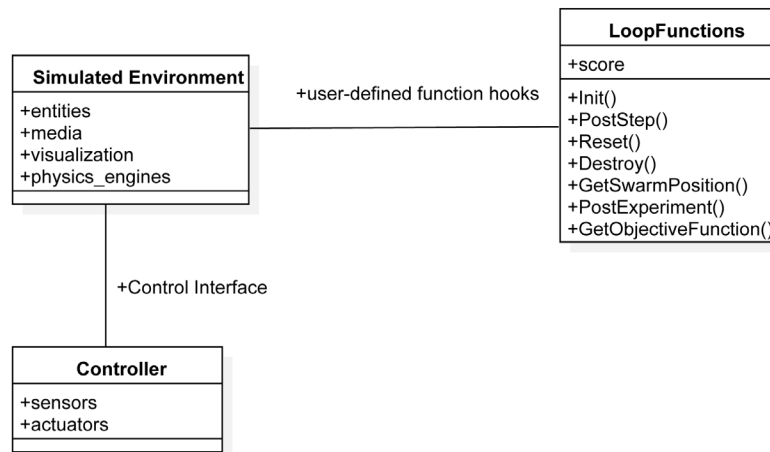 LoopFunctions
+score
+Init()
+PostStep()
+Reset()
+Destroy()
+GetSwarmPosition()
+PostExperiment()
+GetObjectiveFunction()
Simulated Environment
+entities
+media
+visualization
+physics_engines
+user-defined function hooks
+Control Interface
Controller
+sensors
+actuators